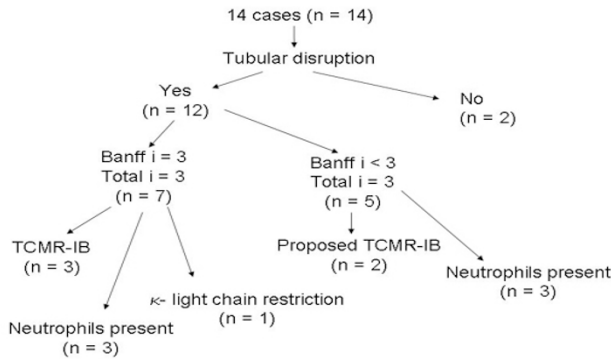 14 cases (n = 14)
Tubular disruption
Yes
(n = 12)
No
(n = 2)
Banff i = 3
Total i = 3
(n = 7)
Banff i < 3
Total i = 3
(n = 5)
TCMR-IB
(n = 3)
Proposed TCMR-IB
(n = 2)
Neutrophils present
(n = 3)
κ- light chain restriction
(n = 1)
Neutrophils present
(n = 3)